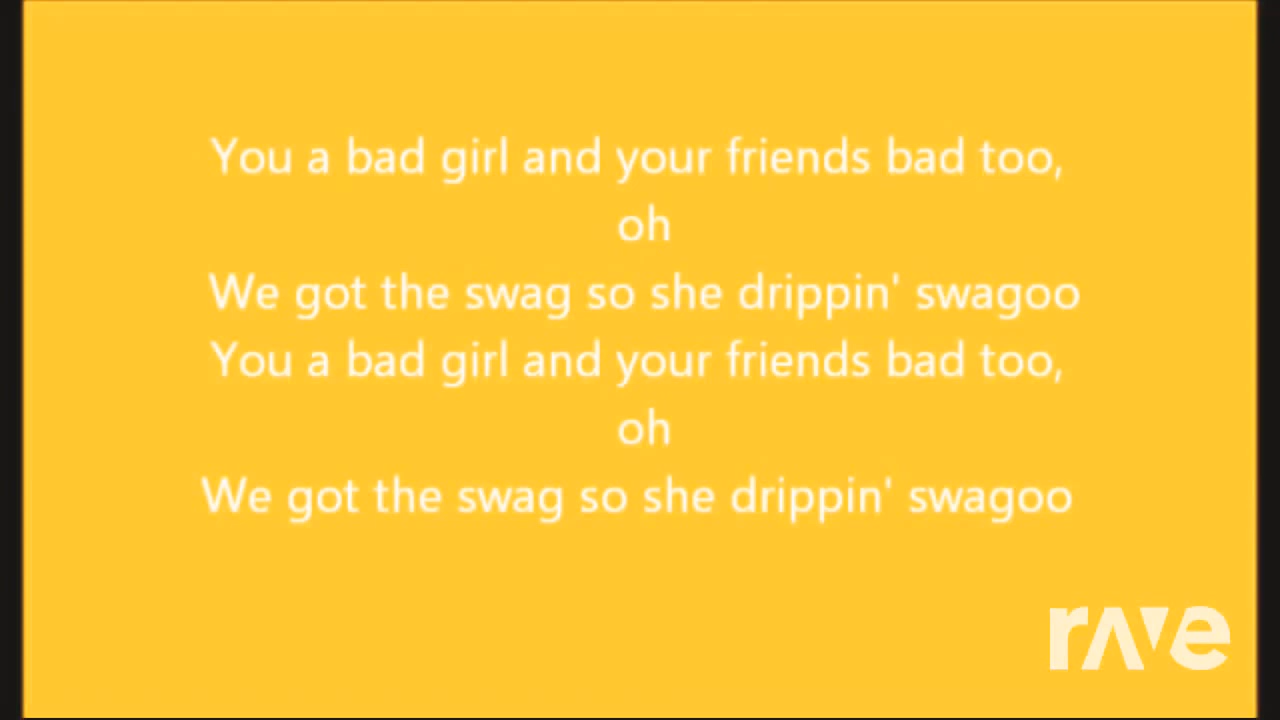 You a bad girl and your friends bad too,
oh
We got the swag so she drippin' swagoo
You a bad girl and your friends bad too,
oh
We got the swag so she drippin' swagoo
rave